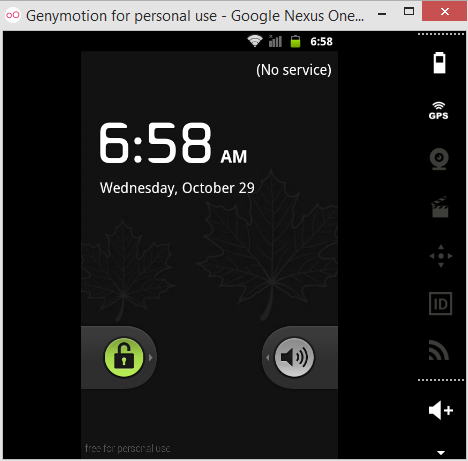 Genymotion for personal use - Google Nexus One...
6:58
(No service)
6:58 AM
Wednesday, October 29
GPS
ID
free for personal use